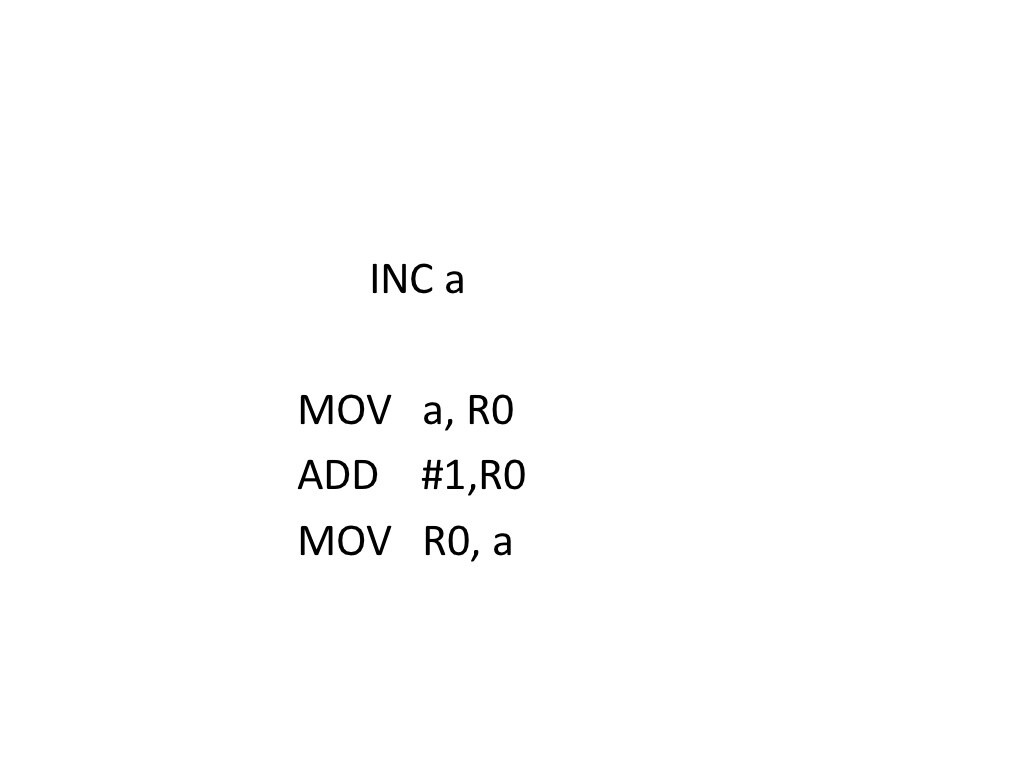 INC a
MOV a, R0
ADD #1,R0
MOV R0, a